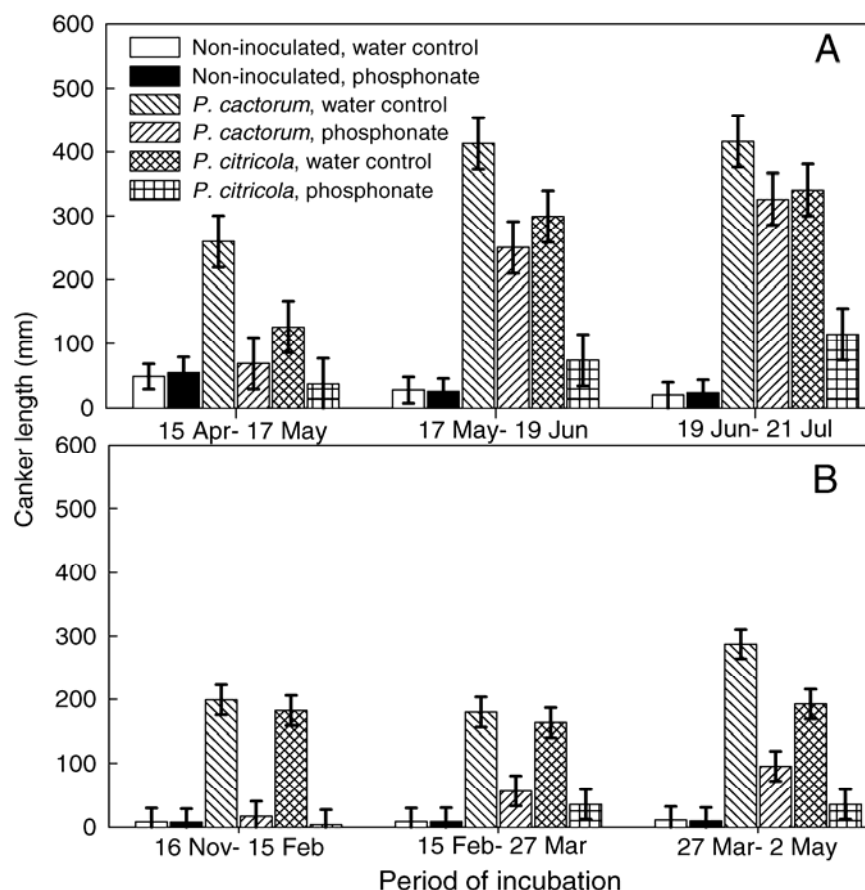 600
500
400
300
200
100
0
A
Non-inoculated, water control
Non-inoculated, phosphonate
P. cactorum, water control
P. cactorum, phosphonate
P. citricola, water control
P. citricola, phosphonate
15 Apr- 17 May
17 May- 19 Jun
19 Jun- 21 Jul
Canker length (mm)
600
500
400
300
200
100
0
B
16 Nov- 15 Feb
15 Feb- 27 Mar
27 Mar- 2 May
Period of incubation